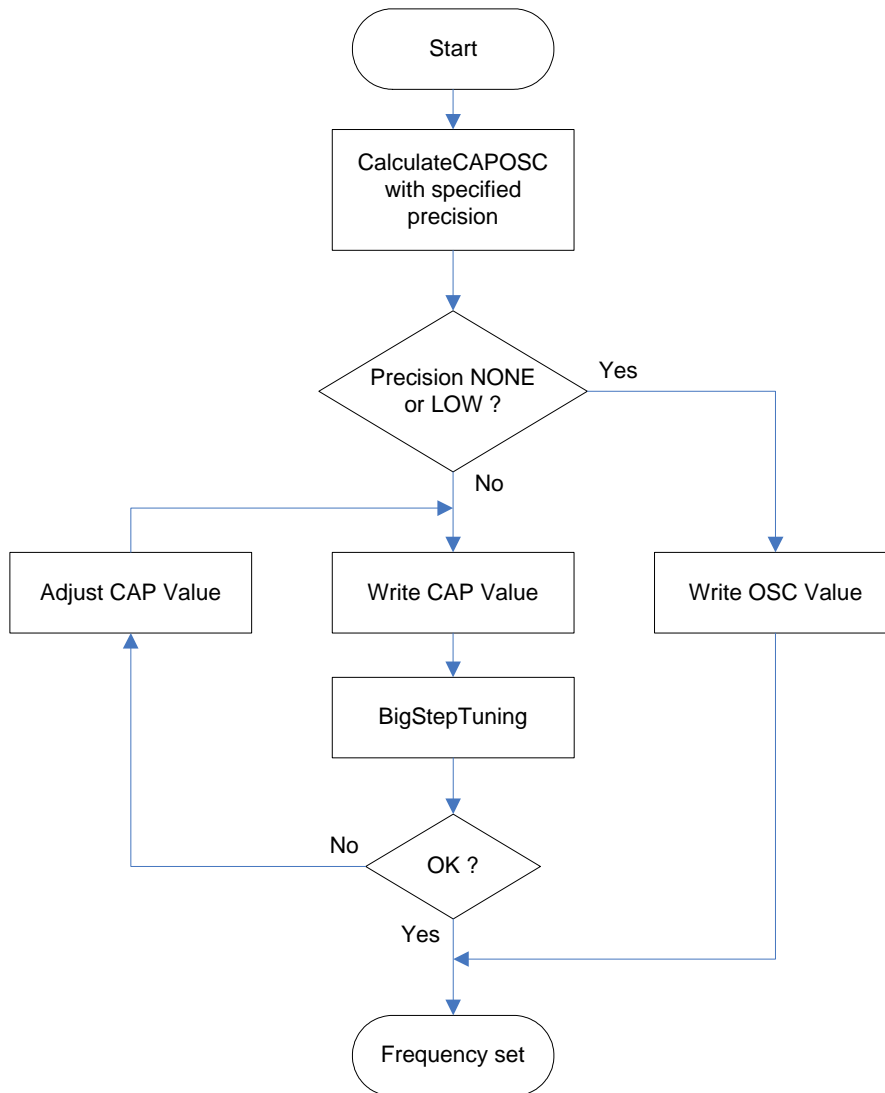 Start
CalculateCAPOSC
with specified
precision
Precision NONE
or LOW ?
Yes
No
Adjust CAP Value
Write CAP Value
Write OSC Value
BigStepTuning
No
OK ?
Yes
Frequency set